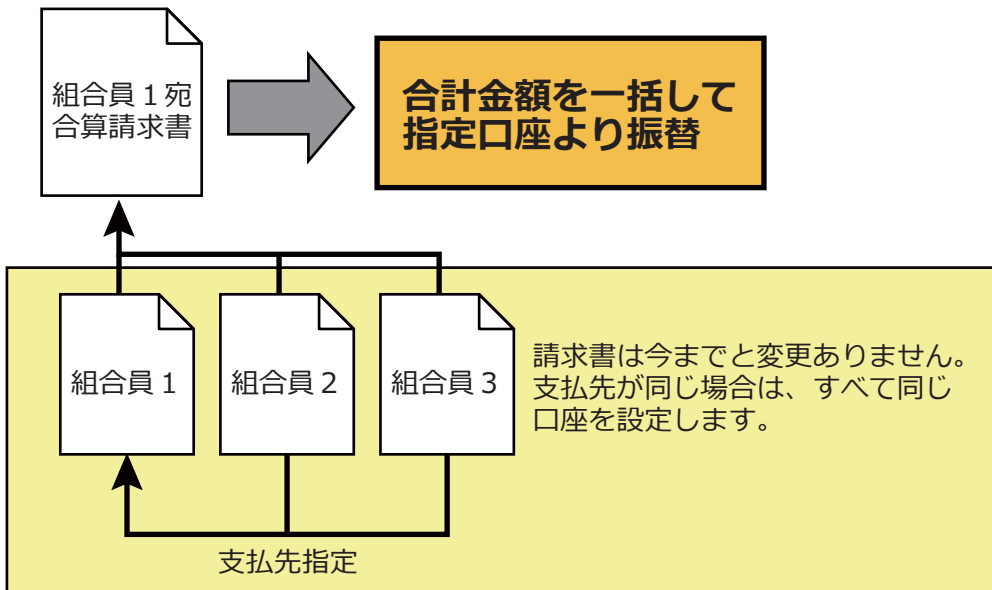 組合員１宛
合算請求書
合計金額を一括して
指定口座より振替
組合員１
組合員２
組合員３
請求書は今までと変更ありません。
支払先が同じ場合は、すべて同じ
口座を設定します。
支払先指定